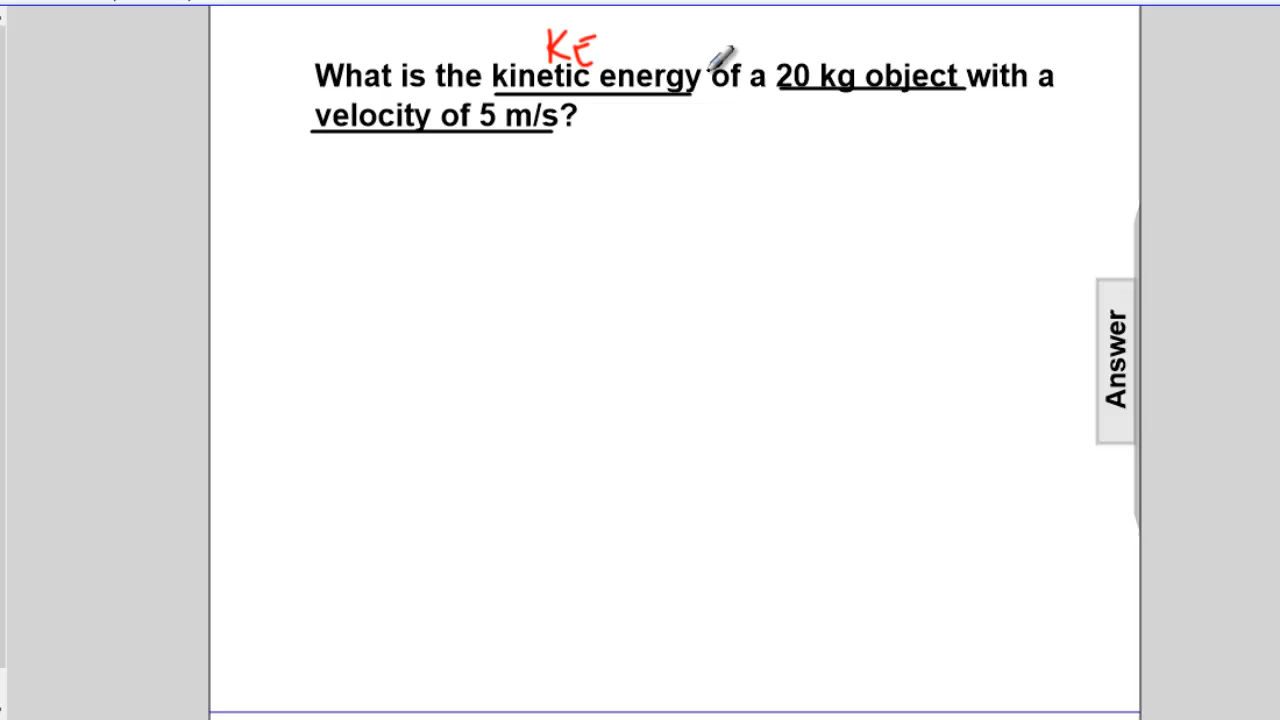 KE
What is the kinetic energy of a 20 kg object with a
velocity of 5 m/s?
Answer